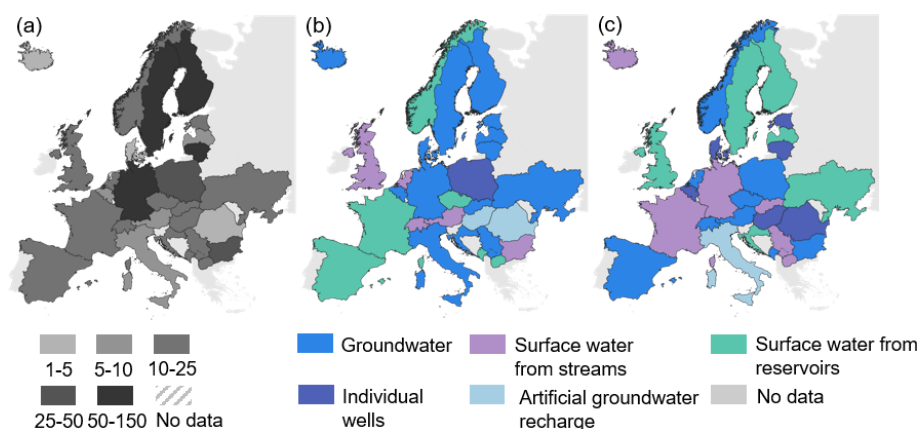 (a) (b) (c)
1-5 5-10 10-25
25-50 50-150 No data
Groundwater
Surface water
from streams
Surface water from
reservoirs
Individual
wells
Artificial groundwater
recharge
No data